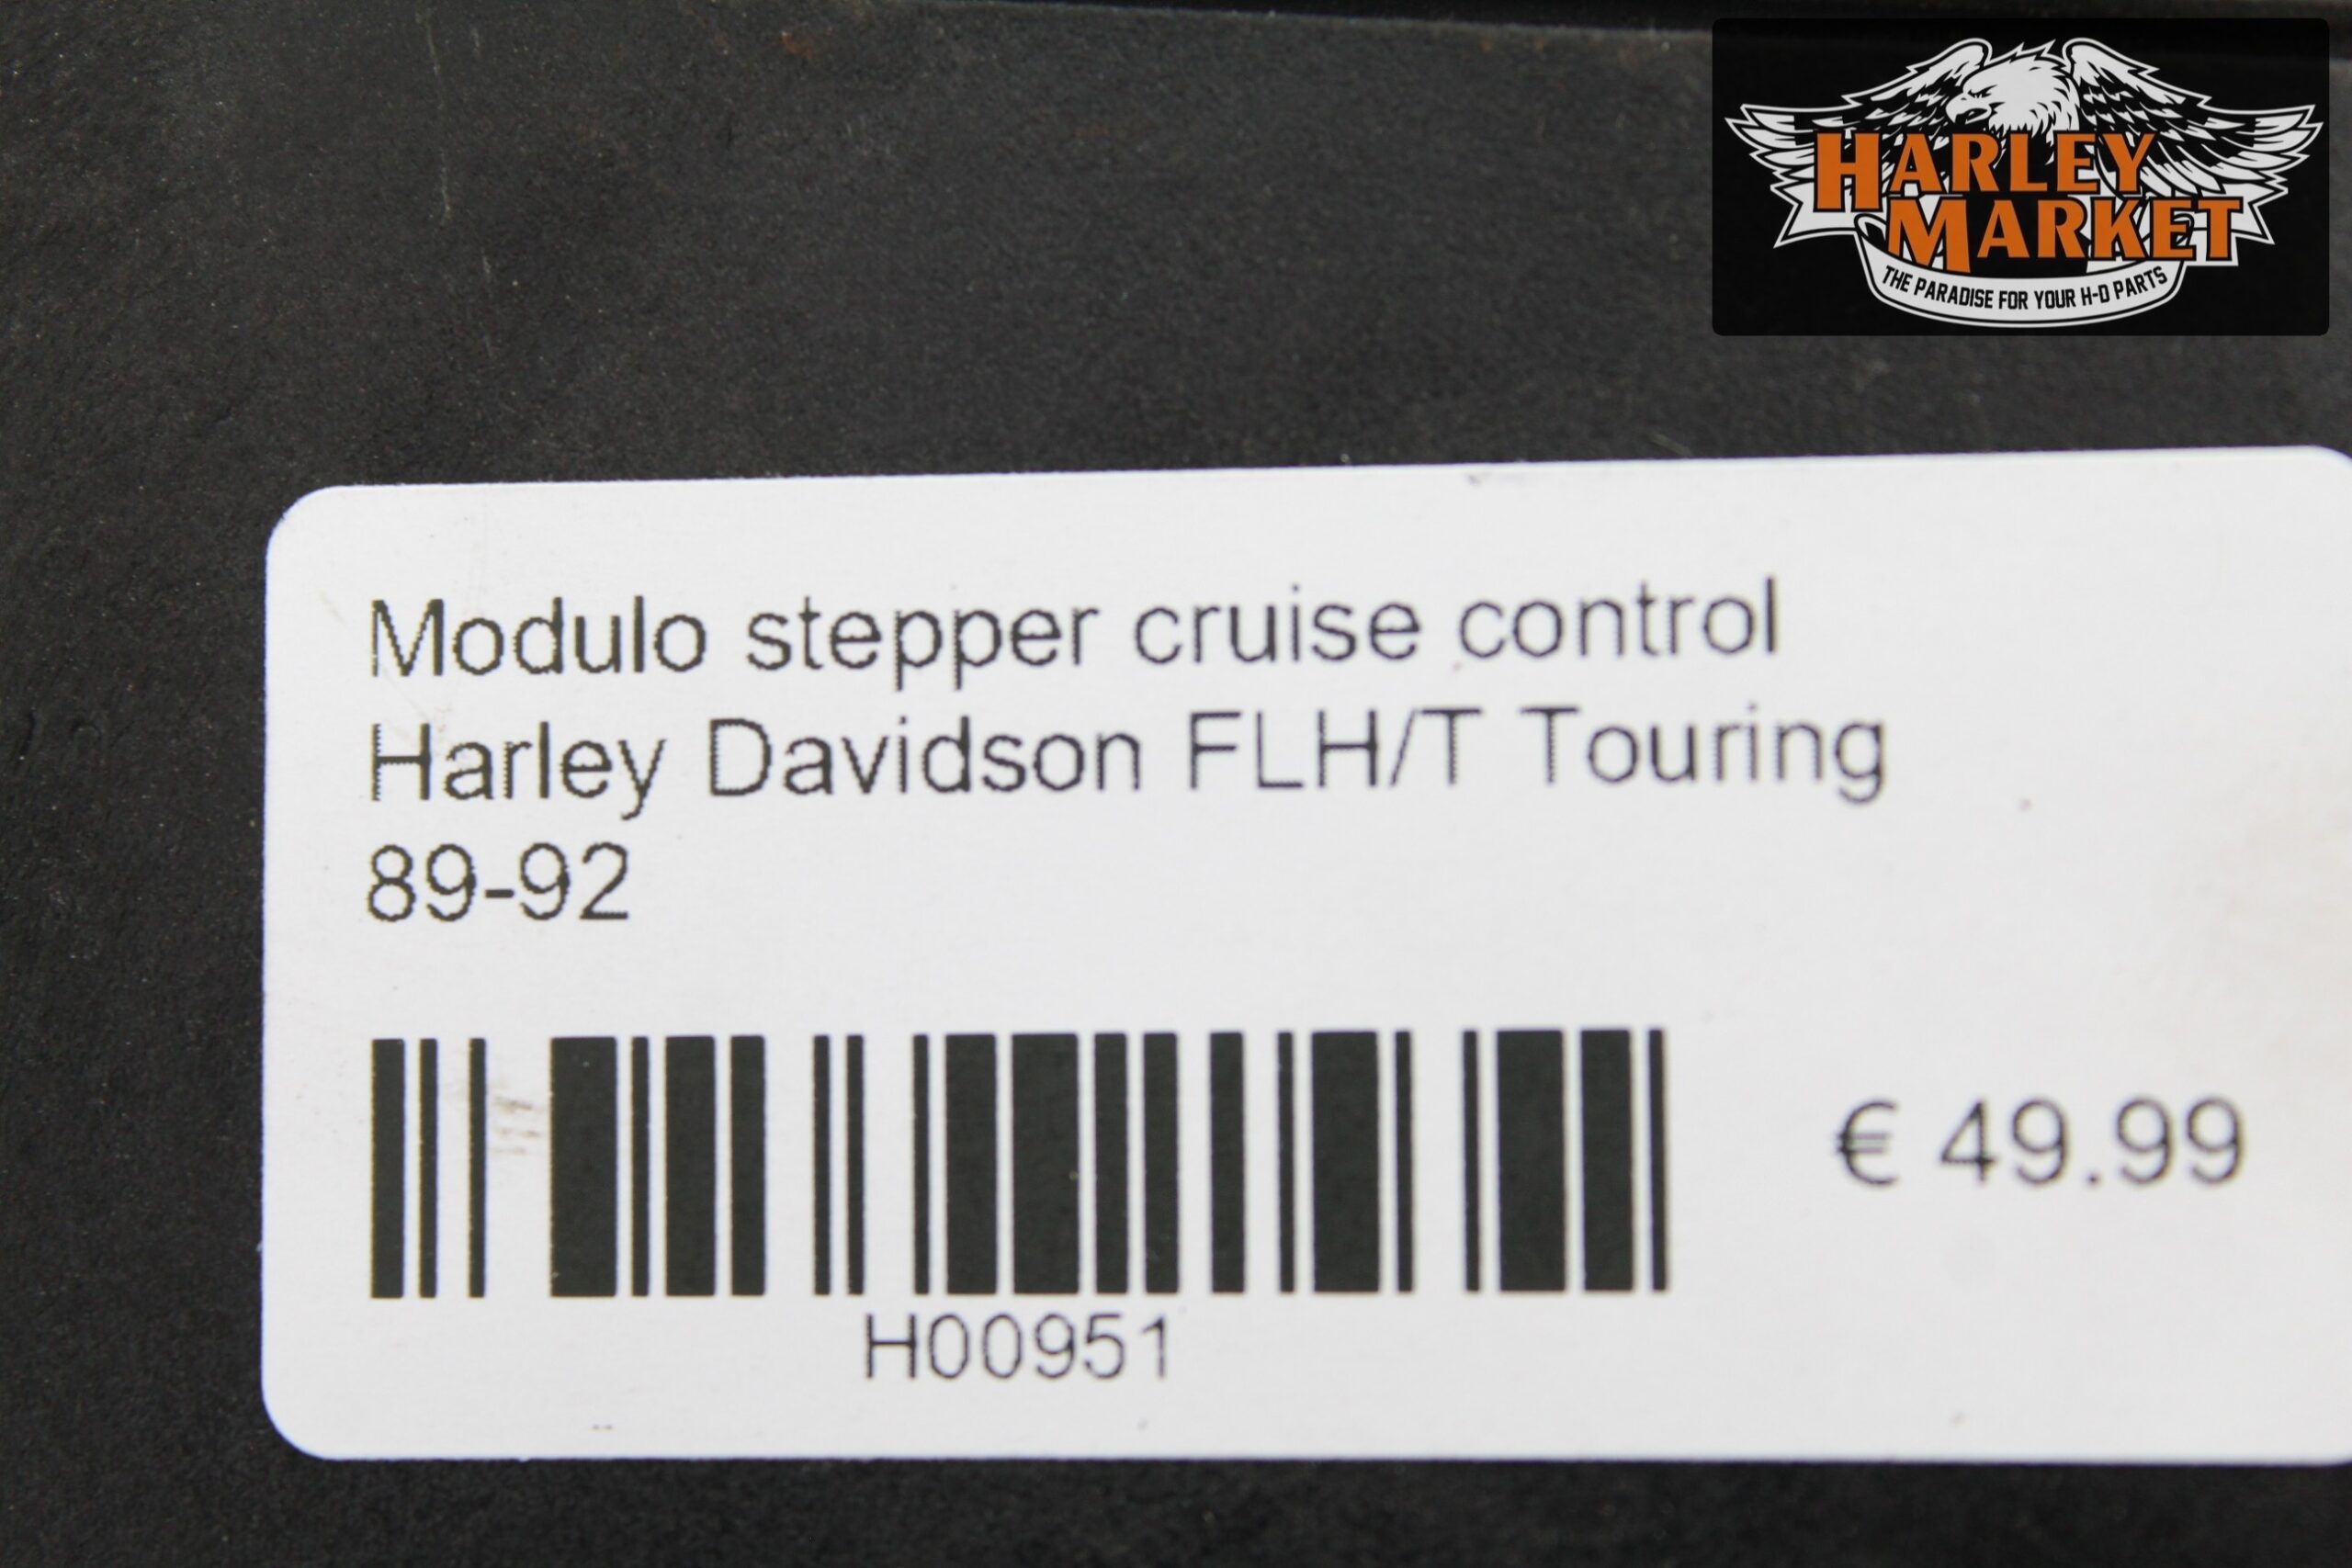 HARLEY
MARKET
THE PARADISE FOR YOUR H-D PARTS
Modulo stepper cruise control
Harley Davidson FLH/T Touring
89-92
€ 49.99
H00951